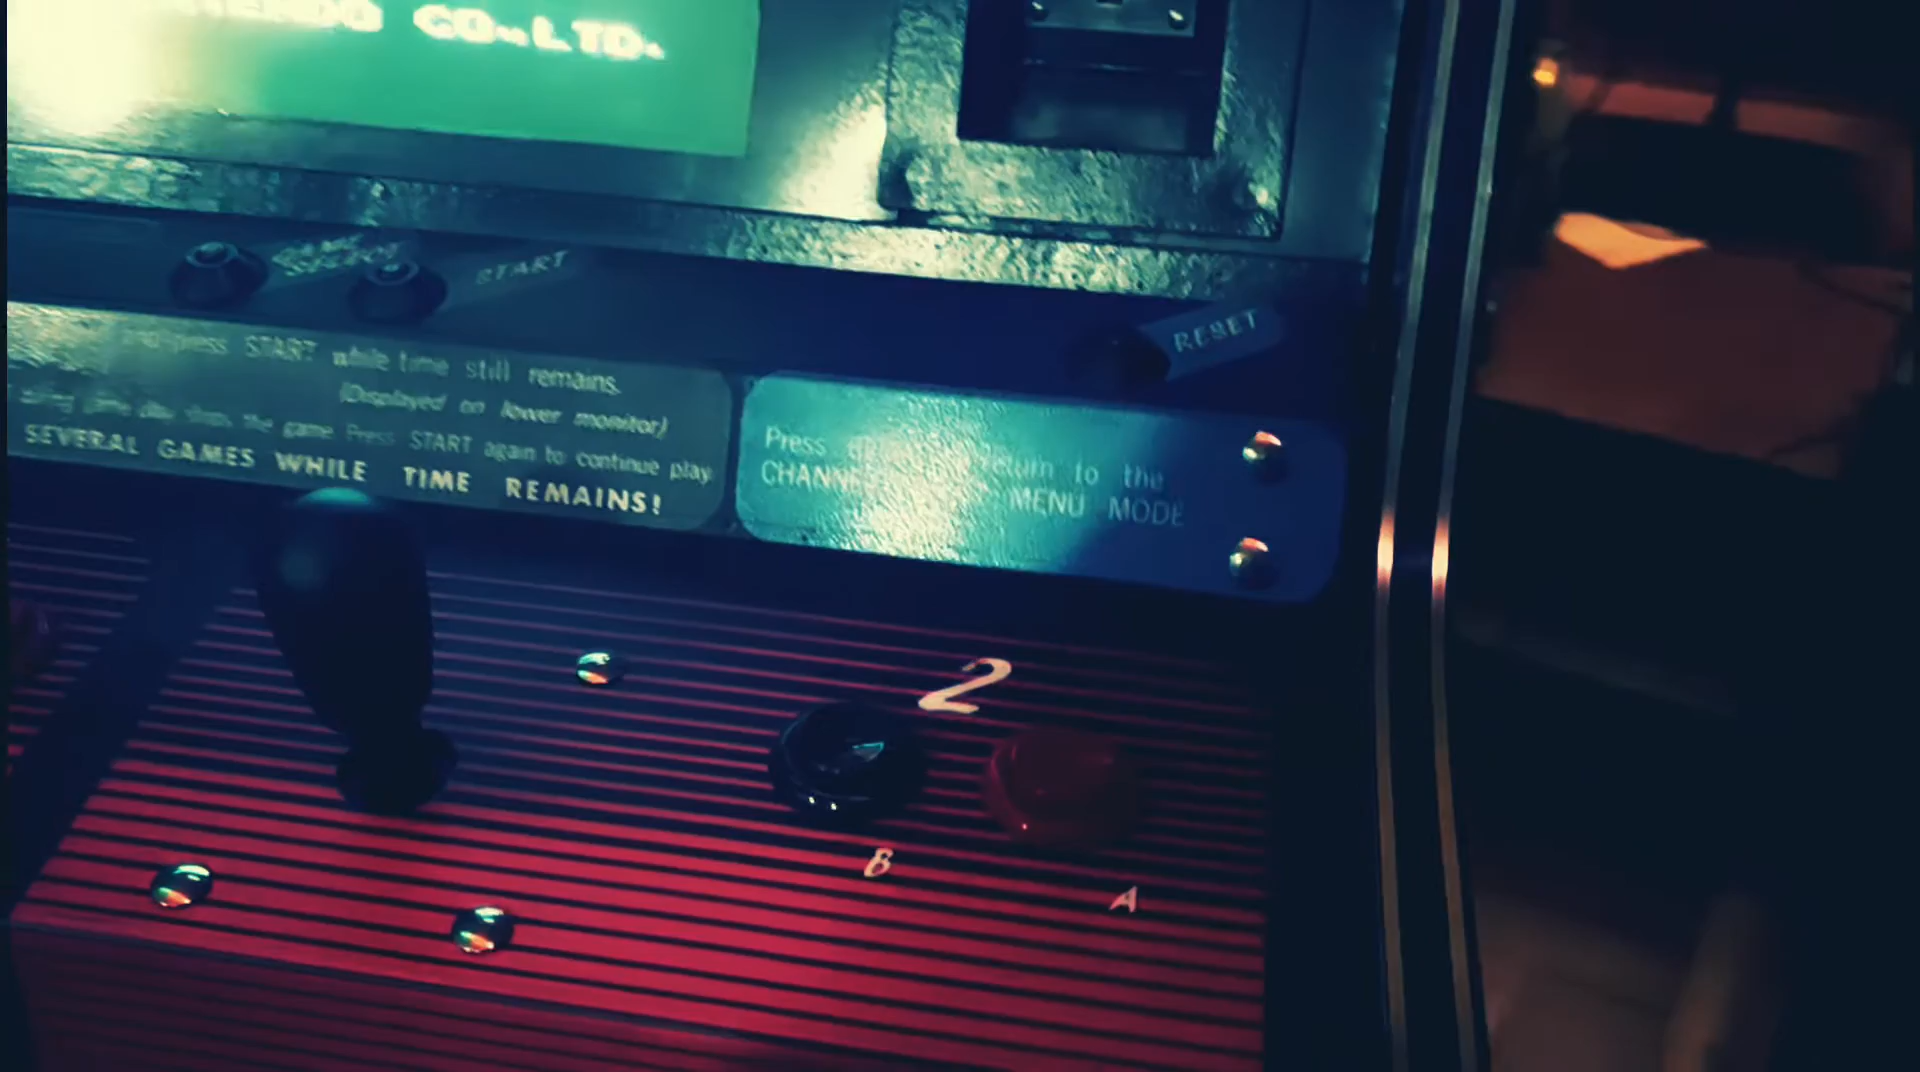 CO.,LTD.
START
RESET
press START while time still remains.
(Displayed on lower monitor)
the game Press START again to continue play
SEVERAL GAMES WHILE TIME REMAINS!
Press return to the
MENU MODE
2
B
A